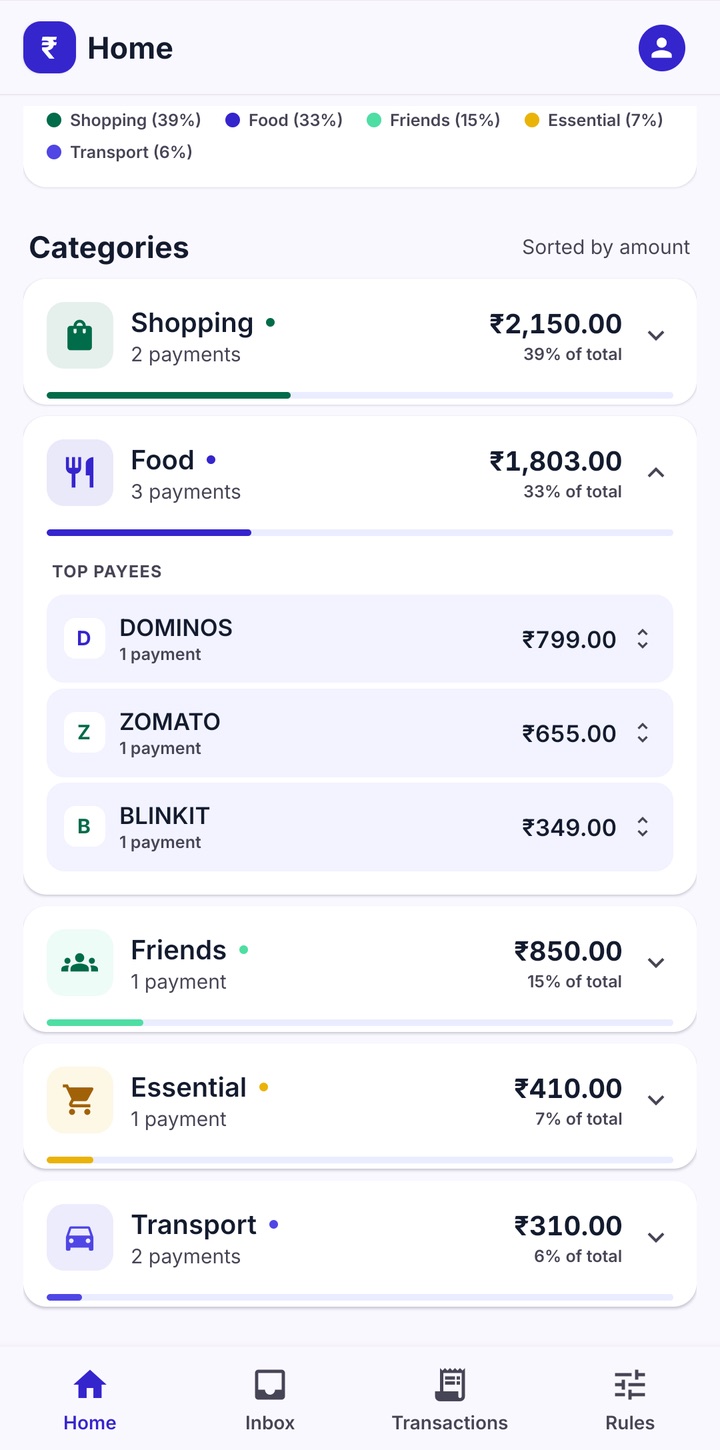 ₹ Home
Shopping (39%) Food (33%) Friends (15%) Essential (7%)
Transport (6%)
Categories Sorted by amount
Shopping ₹2,150.00
2 payments 39% of total
Food ₹1,803.00
3 payments 33% of total
TOP PAYEES
D DOMINOS ₹799.00
1 payment
Z ZOMATO ₹655.00
1 payment
B BLINKIT ₹349.00
1 payment
Friends ₹850.00
1 payment 15% of total
Essential ₹410.00
1 payment 7% of total
Transport ₹310.00
2 payments 6% of total
Home Inbox Transactions Rules